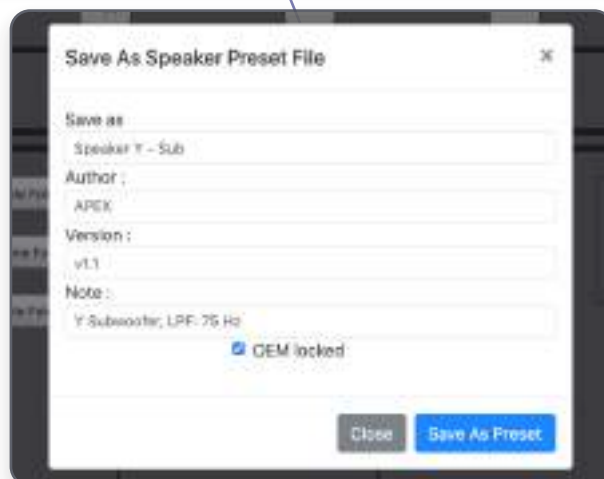 Save As Speaker Preset File
×
Save as
Speaker Y - Sub
Author :
APEX
Version :
v1.1
Note :
Y Subwoofer, LPF: 75 Hz
OEM locked
Close
Save As Preset